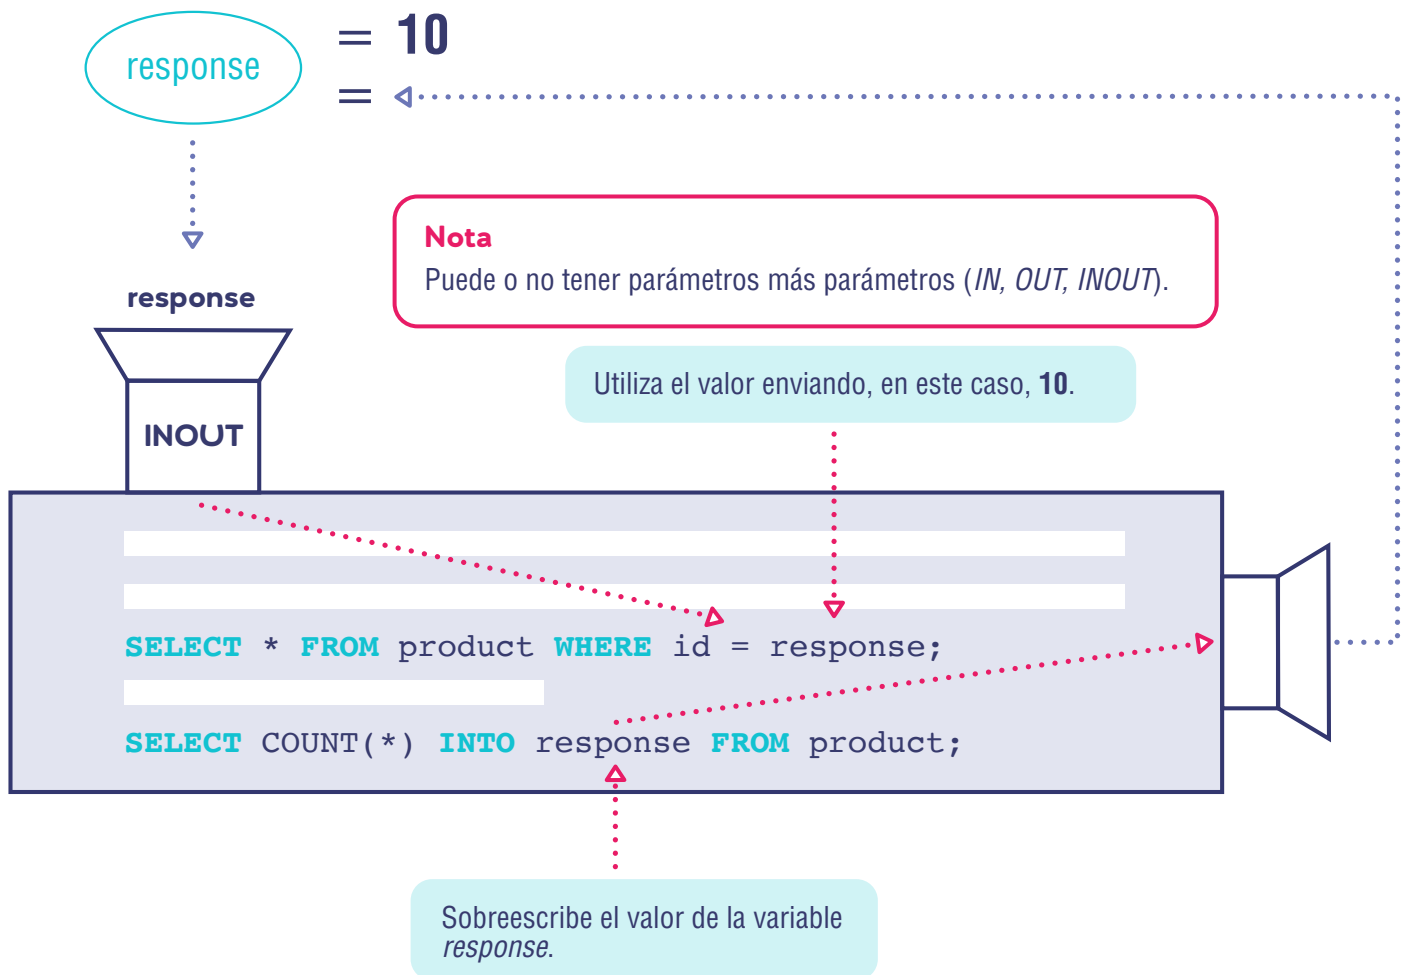 response = 10
=
Nota
Puede o no tener parámetros más parámetros (IN, OUT, INOUT).
response
Utiliza el valor enviando, en este caso, 10.
INOUT
SELECT * FROM product WHERE id = response;
SELECT COUNT(*) INTO response FROM product;
Sobreescribe el valor de la variable
response.